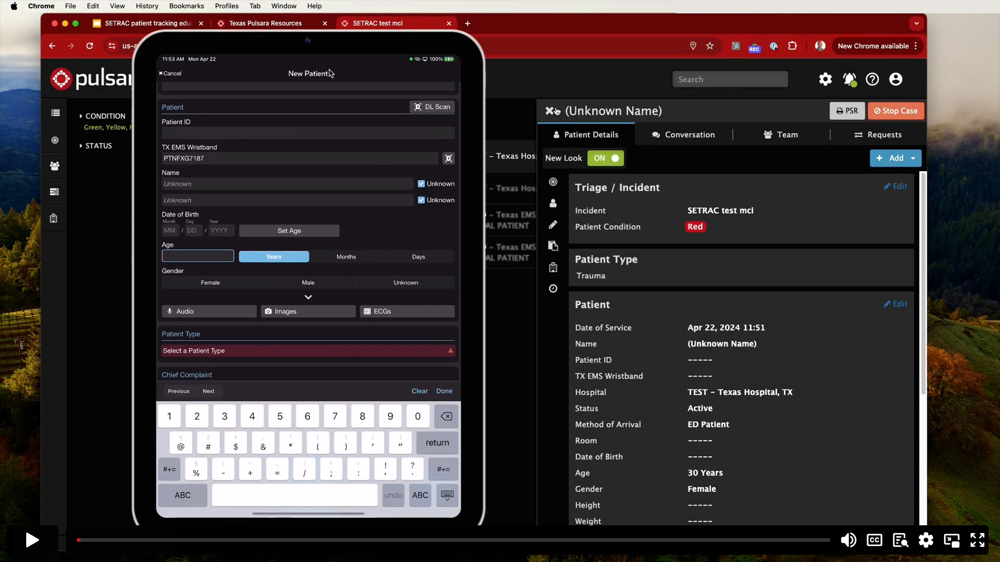 Chrome File Edit View History Bookmarks Profiles Tab Window Help
SETRAC patient tracking edu
Texas Pulsara Resources
SETRAC test mci
us-a
REC
New Chrome available
pulsar
Search
CONDITION
Green, Yellow,
STATUS
11:53 AM Mon Apr 22
100%
Cancel
New Patient
Patient
DL Scan
Patient ID
TX EMS Wristband
PTNFXG7187
Name
Unknown
Unknown
Unknown
Unknown
Date of Birth
Month Day Year
MM / DD / YYYY
Set Age
Age
Years Months Days
Gender
Female Male Unknown
Audio Images ECGs
Patient Type
Select a Patient Type
Chief Complaint
Previous Next Clear Done
1 2 3 4 5 6 7 8 9 0
€ £ ¥ _ ^ [ ] { }
@ # $ & * ( ) ' " return
§ | ~ … \ < > ! ?
#+= % - + = / ; : , . #+=
ABC undo ABC
- Texas Hos
- Texas Hosp
- Texas EMS
AL PATIENT
- Texas EMS
AL PATIENT
(Unknown Name)
PSR
Stop Case
Patient Details
Conversation
Team
Requests
New Look ON
+ Add
Triage / Incident
Edit
Incident SETRAC test mci
Patient Condition Red
Patient Type
Trauma
Patient
Edit
Date of Service Apr 22, 2024 11:51
Name (Unknown Name)
Patient ID -----
TX EMS Wristband -----
Hospital TEST – Texas Hospital, TX
Status Active
Method of Arrival ED Patient
Room -----
Date of Birth -----
Age 30 Years
Gender Female
Height -----
Weight -----
CC